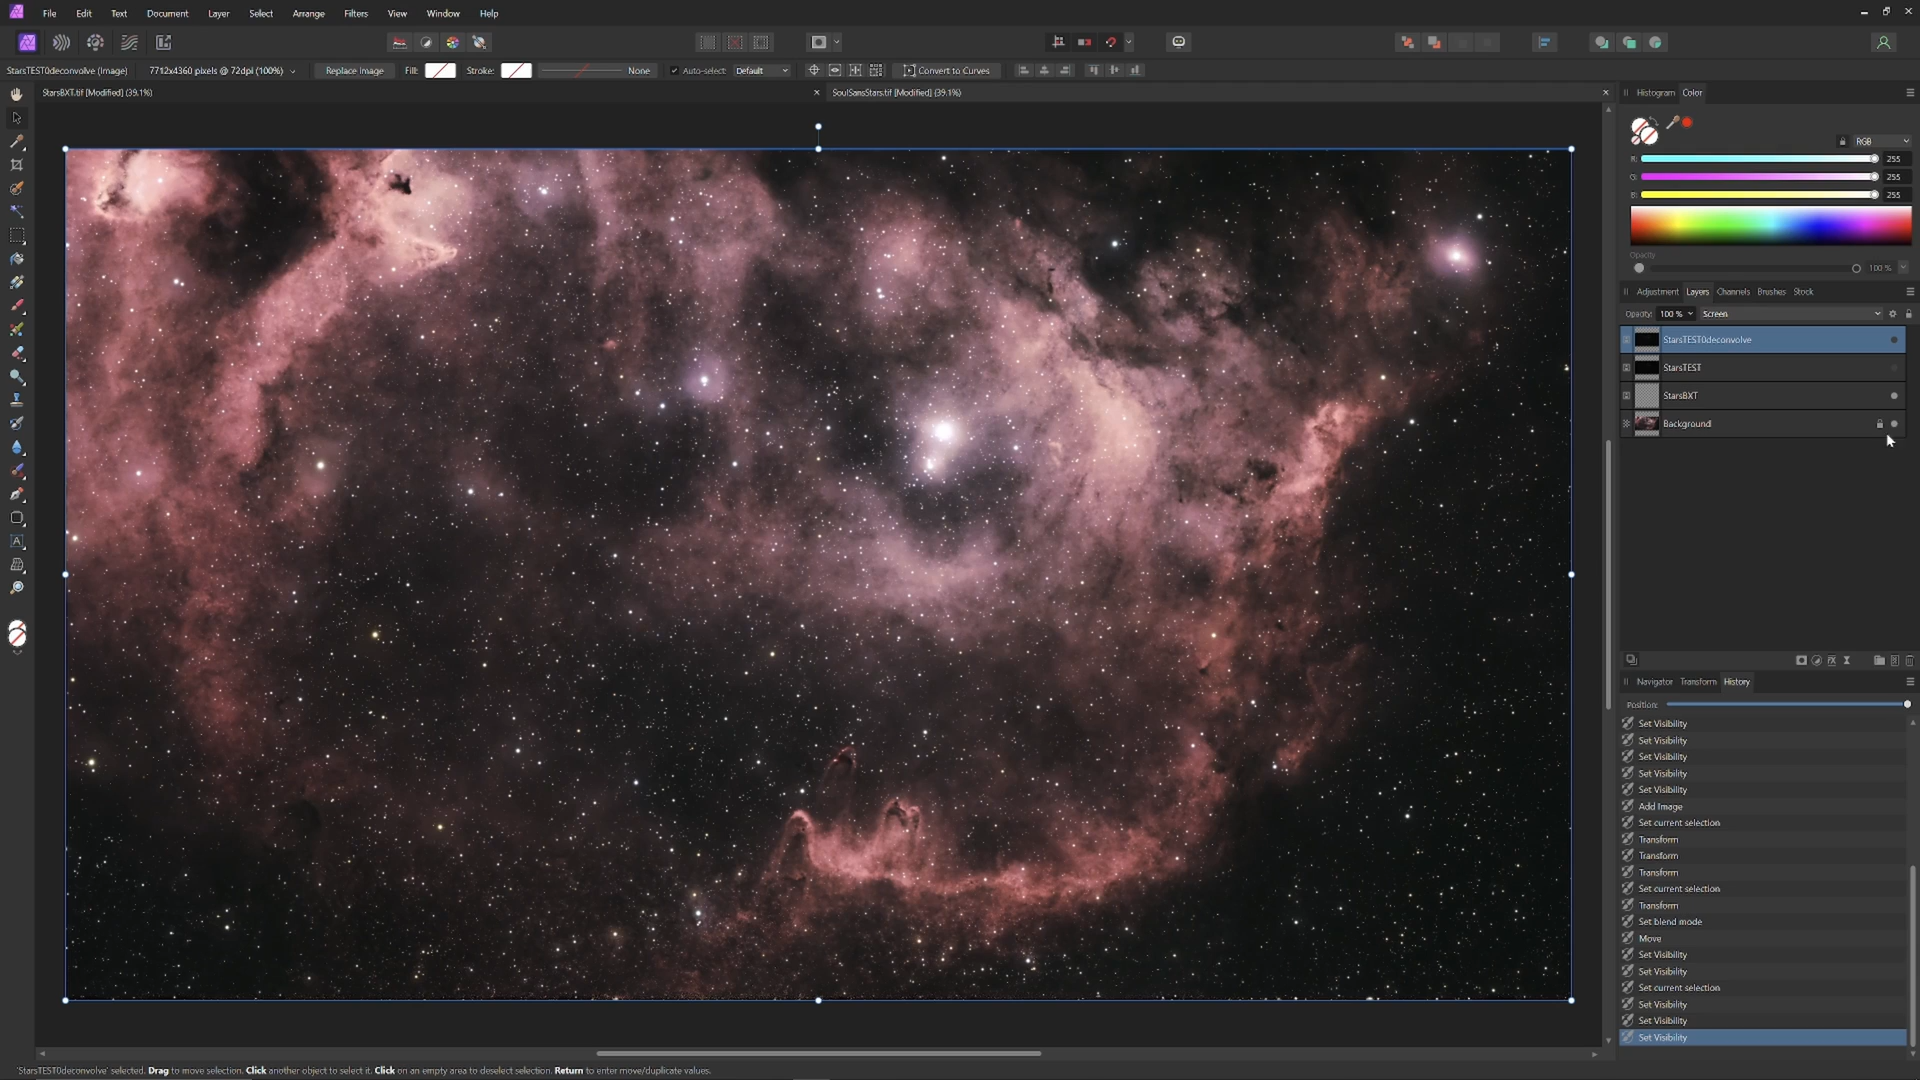 File Edit Text Document Layer Select Arrange Filters View Window Help
StarsTEST0deconvolve (Image) 7712x4360 pixels @ 72dpi (100%) Replace Image Fill: Stroke: None Auto-select: Default Convert to Curves
StarsBXT.tif [Modified] (39.1%) SoulSansStars.tif [Modified] (39.1%)
Histogram Color
RGB
R: 255
G: 255
B: 255
Opacity
100 %
Adjustment Layers Channels Brushes Stock
Opacity: 100 % Screen
StarsTEST0deconvolve
StarsTEST
StarsBXT
Background
Navigator Transform History
Position:
Set Visibility
Set Visibility
Set Visibility
Set Visibility
Set Visibility
Add Image
Set current selection
Transform
Transform
Transform
Set current selection
Transform
Set blend mode
Move
Set Visibility
Set Visibility
Set current selection
Set Visibility
Set Visibility
Set Visibility
'StarsTEST0deconvolve' selected. Drag to move selection. Click another object to select it. Click on an empty area to deselect selection. Return to enter move/duplicate values.